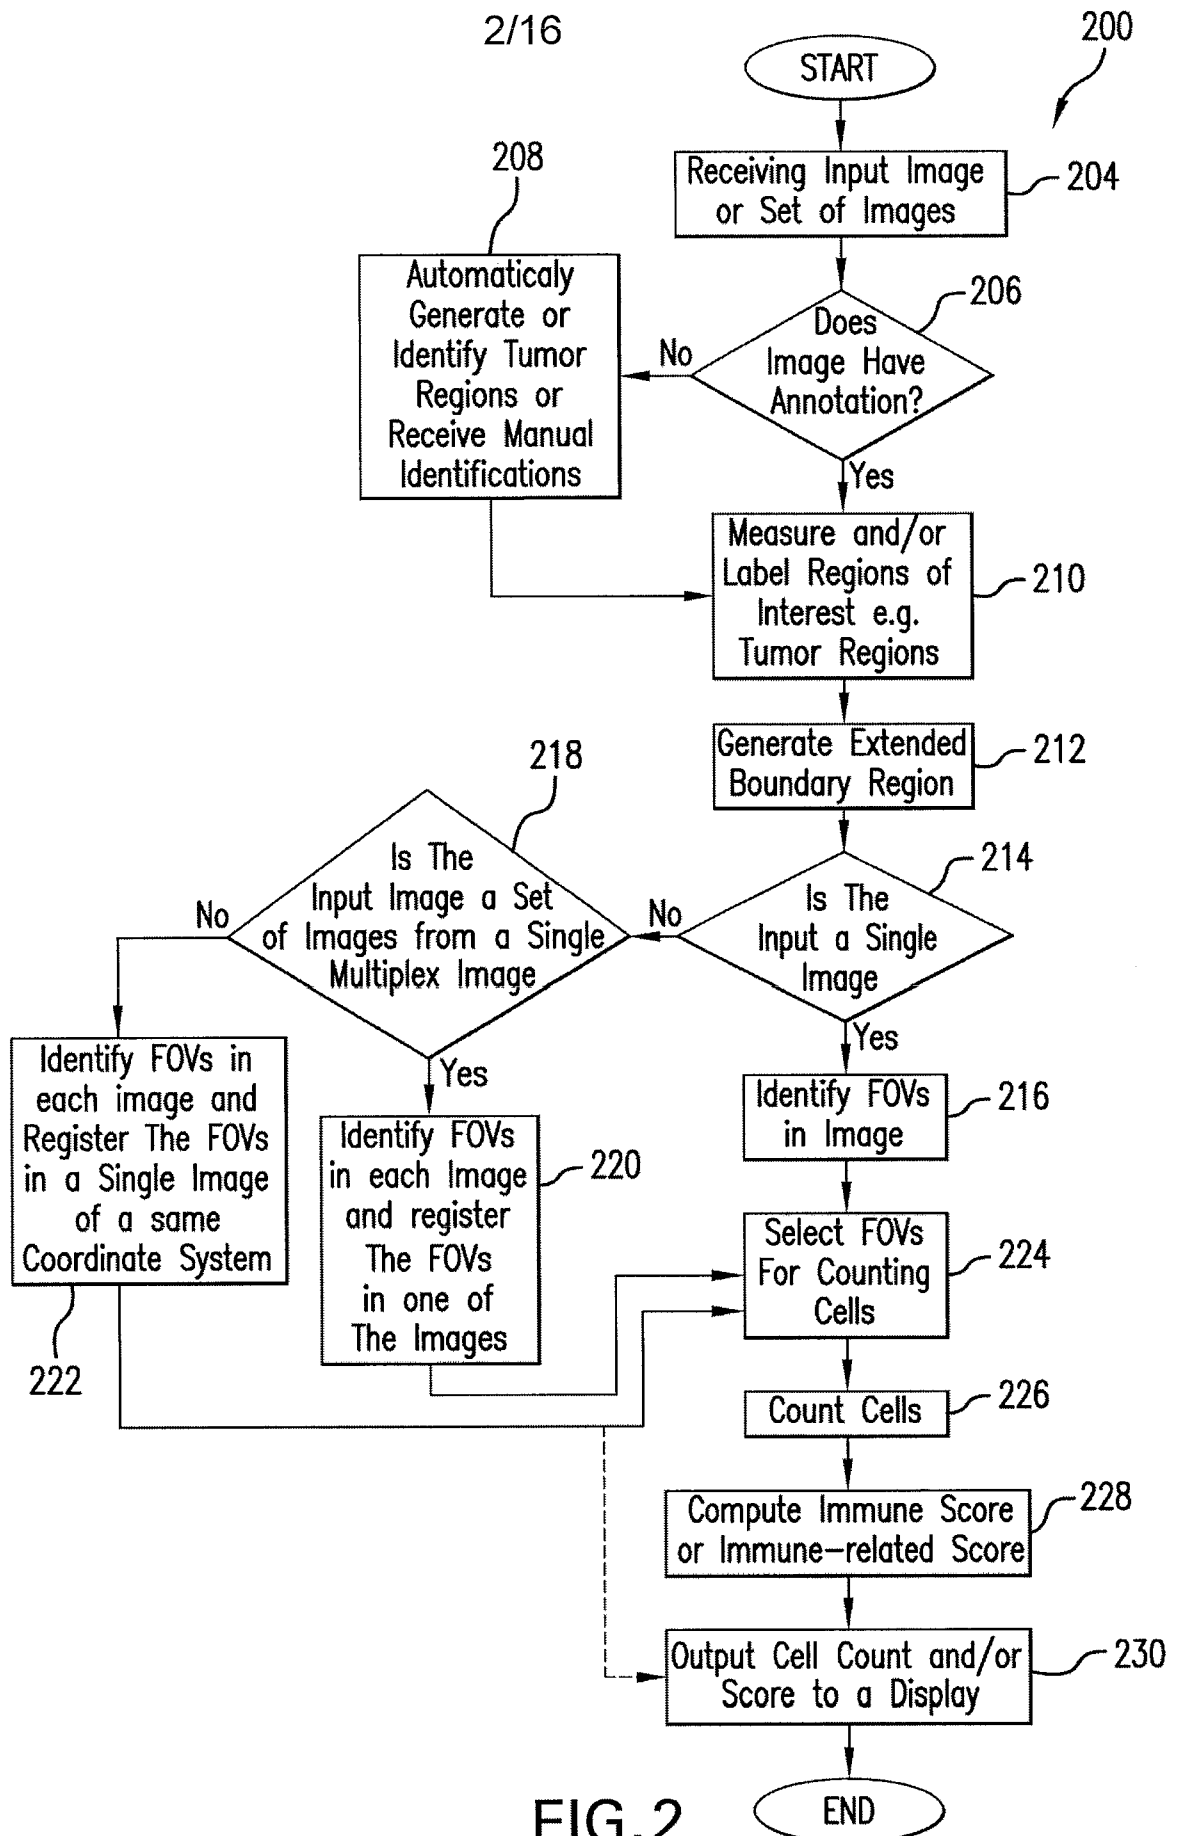 2/16
200
START
Receiving Input Image
or Set of Images
204
208
Automaticaly
Generate or
Identify Tumor
Regions or
Receive Manual
Identifications
206
Does
Image Have
Annotation?
No
Yes
Measure and/or
Label Regions of
Interest e.g.
Tumor Regions
210
Generate Extended
Boundary Region
212
214
Is The
Input a Single
Image
No
Yes
218
Is The
Input Image a Set
of Images from a Single
Multiplex Image
No
Yes
Identify FOVs in
each image and
Register The FOVs
in a Single Image
of a same
Coordinate System
222
Identify FOVs
in each Image
and register
The FOVs
in one of
The Images
220
Identify FOVs
in Image
216
Select FOVs
For Counting
Cells
224
Count Cells
226
Compute Immune Score
or Immune-related Score
228
Output Cell Count and/or
Score to a Display
230
END
FIG.2